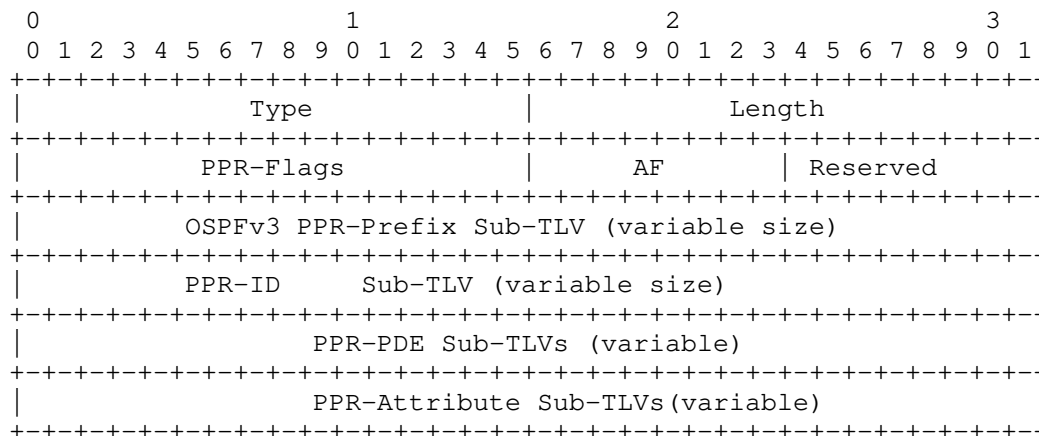 0                   1                   2                   3
0 1 2 3 4 5 6 7 8 9 0 1 2 3 4 5 6 7 8 9 0 1 2 3 4 5 6 7 8 9 0 1
+-+-+-+-+-+-+-+-+-+-+-+-+-+-+-+-+-+-+-+-+-+-+-+-+-+-+-+-+-+-+-+--
|              Type             |             Length
+-+-+-+-+-+-+-+-+-+-+-+-+-+-+-+-+-+-+-+-+-+-+-+-+-+-+-+-+-+-+-+--
|           PPR-Flags           |      AF       | Reserved
+-+-+-+-+-+-+-+-+-+-+-+-+-+-+-+-+-+-+-+-+-+-+-+-+-+-+-+-+-+-+-+--
|          OSPFv3 PPR-Prefix Sub-TLV (variable size)
+-+-+-+-+-+-+-+-+-+-+-+-+-+-+-+-+-+-+-+-+-+-+-+-+-+-+-+-+-+-+-+--
|          PPR-ID     Sub-TLV (variable size)
+-+-+-+-+-+-+-+-+-+-+-+-+-+-+-+-+-+-+-+-+-+-+-+-+-+-+-+-+-+-+-+--
|                  PPR-PDE Sub-TLVs (variable)
+-+-+-+-+-+-+-+-+-+-+-+-+-+-+-+-+-+-+-+-+-+-+-+-+-+-+-+-+-+-+-+--
|                  PPR-Attribute Sub-TLVs(variable)
+-+-+-+-+-+-+-+-+-+-+-+-+-+-+-+-+-+-+-+-+-+-+-+-+-+-+-+-+-+-+-+--